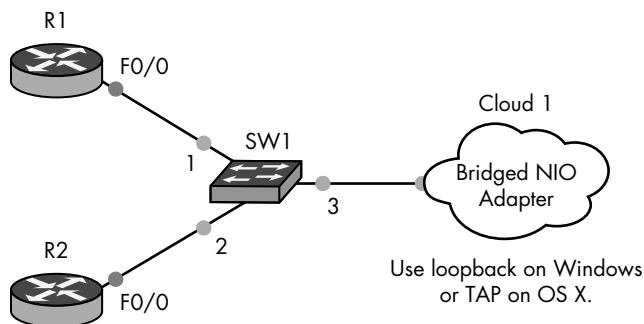 R1
F0/0
Cloud 1
SW1
1
Bridged NIO
Adapter
3
2
R2
F0/0
Use loopback on Windows
or TAP on OS X.